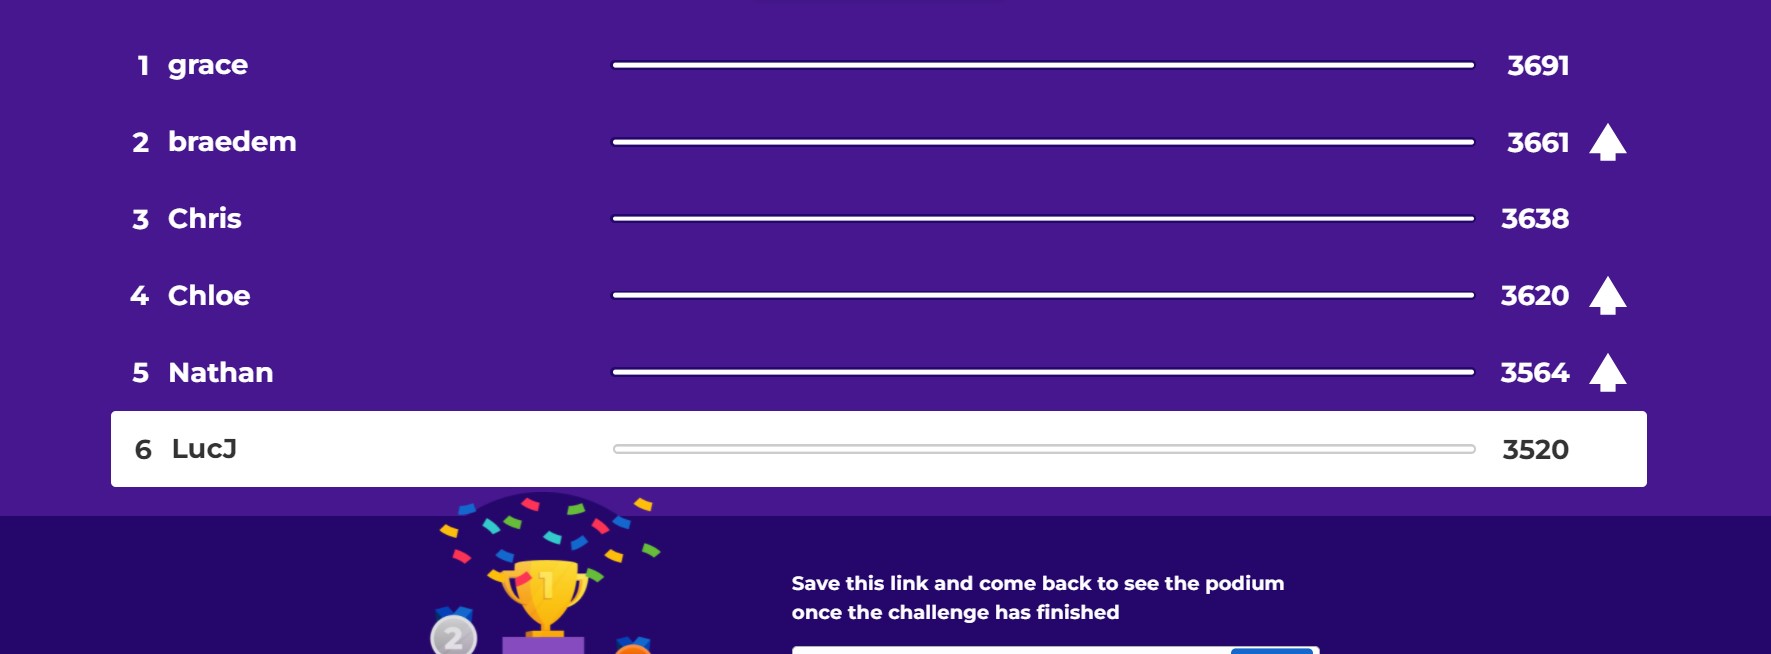 1 grace 3691
2 braedem 3661
3 Chris 3638
4 Chloe 3620
5 Nathan 3564
6 LucJ 3520
1
2
Save this link and come back to see the podium
once the challenge has finished